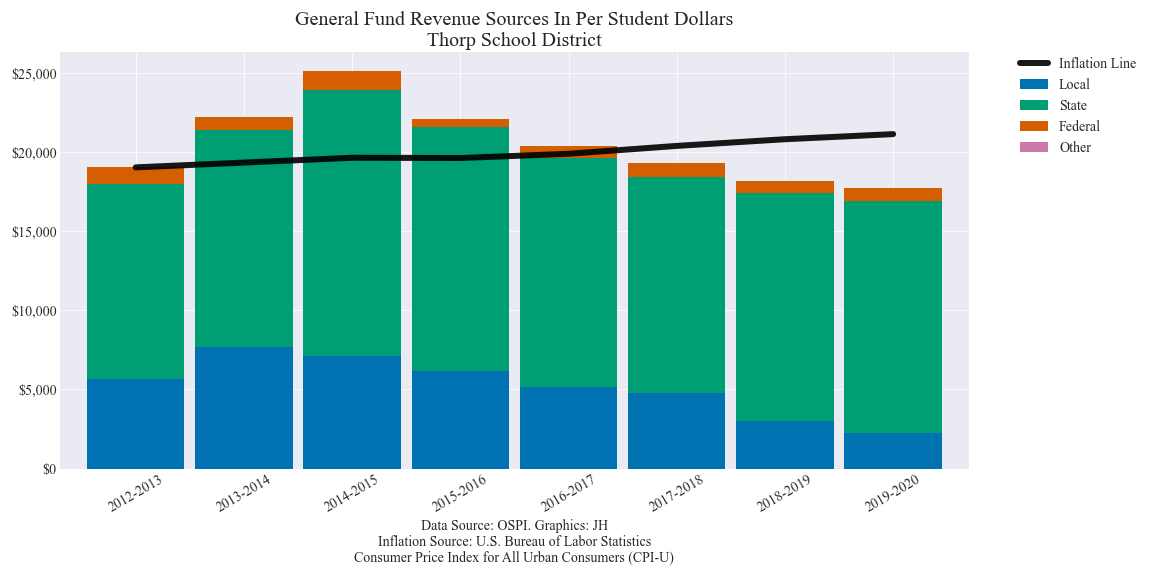 General Fund Revenue Sources In Per Student Dollars
Thorp School District
Inflation Line
Local
State
Federal
Other
$25,000
$20,000
$15,000
$10,000
$5,000
$0
2012-2013
2013-2014
2014-2015
2015-2016
2016-2017
2017-2018
2018-2019
2019-2020
Data Source: OSPI. Graphics: JH
Inflation Source: U.S. Bureau of Labor Statistics
Consumer Price Index for All Urban Consumers (CPI-U)